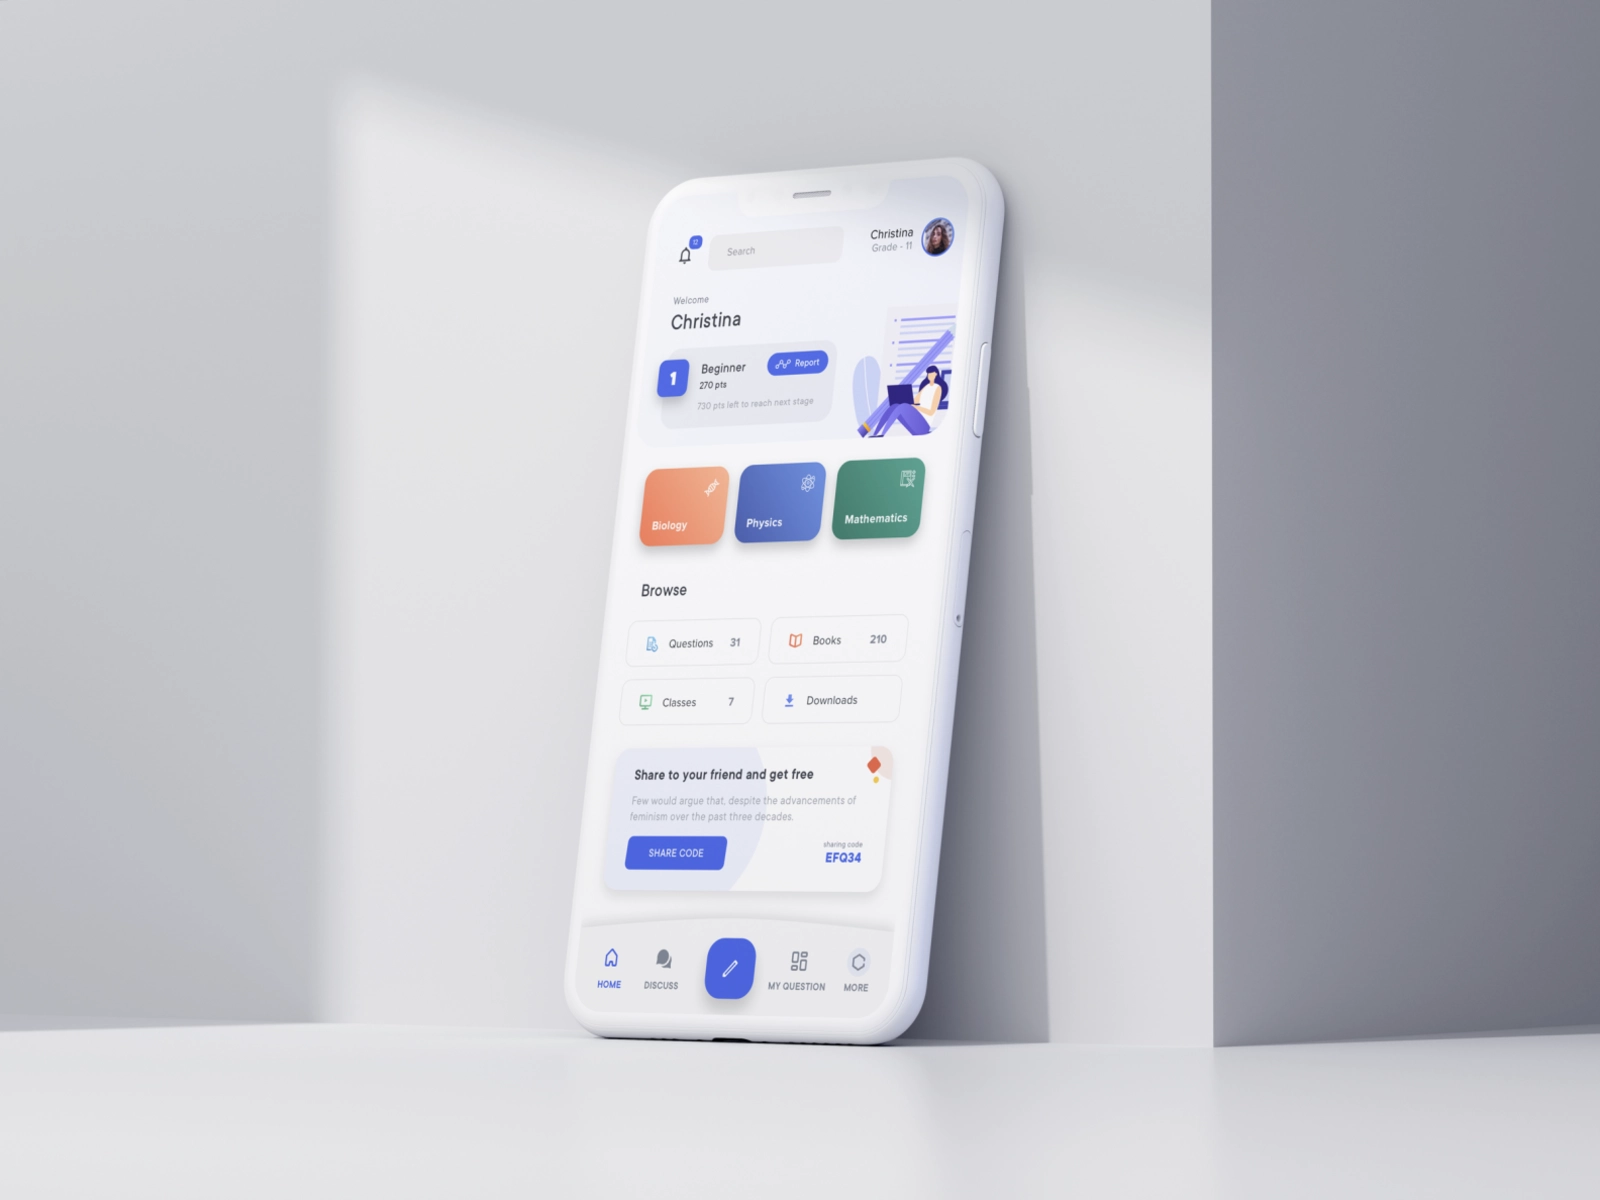 12
Search
Christina
Grade - 11
Welcome
Christina
1
Beginner
Report
270 pts
730 pts left to reach next stage
Biology
Physics
Mathematics
Browse
Questions 31
Books 210
Classes 7
Downloads
Share to your friend and get free
Few would argue that, despite the advancements of
feminism over the past three decades.
SHARE CODE
sharing code
EFQ34
HOME
DISCUSS
MY QUESTION
MORE